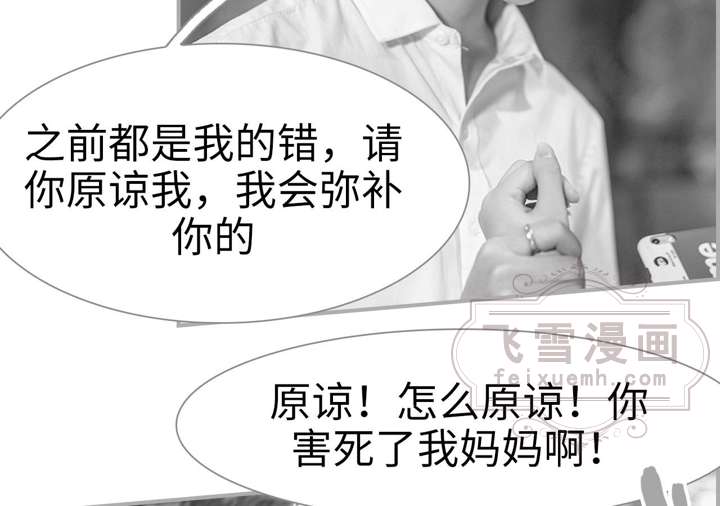 之前都是我的错，请
你原谅我，我会弥补
你的
飞雪漫画
feixuemh.com
原谅！怎么原谅！你
害死了我妈妈啊！